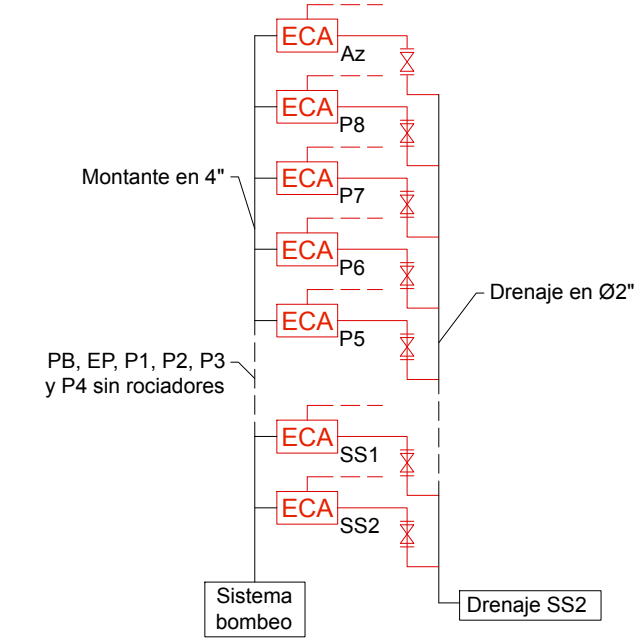 ECA
Az
ECA
P8
Montante en 4"
ECA
P7
ECA
P6
Drenaje en Ø2"
ECA
P5
PB, EP, P1, P2, P3
y P4 sin rociadores
ECA
SS1
ECA
SS2
Sistema
bombeo
Drenaje SS2